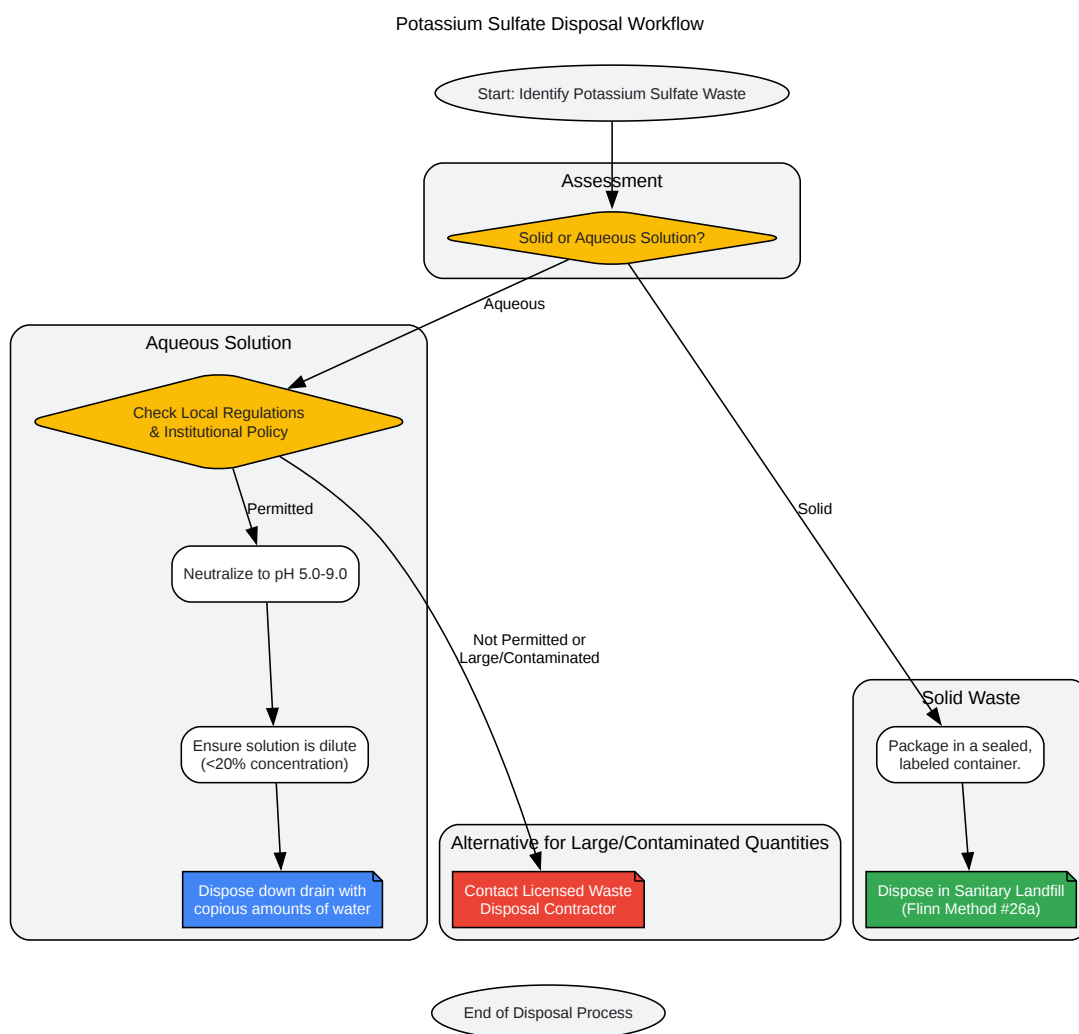 Potassium Sulfate Disposal Workflow
Start: Identify Potassium Sulfate Waste
Assessment
Solid or Aqueous Solution?
Aqueous
Aqueous Solution
Check Local Regulations
& Institutional Policy
Permitted
Solid
Neutralize to pH 5.0-9.0
Not Permitted or
Large/Contaminated
Solid Waste
Ensure solution is dilute
(<20% concentration)
Package in a sealed,
labeled container.
Alternative for Large/Contaminated Quantities
Dispose down drain with
copious amounts of water
Contact Licensed Waste
Disposal Contractor
Dispose in Sanitary Landfill
(Flinn Method #26a)
End of Disposal Process